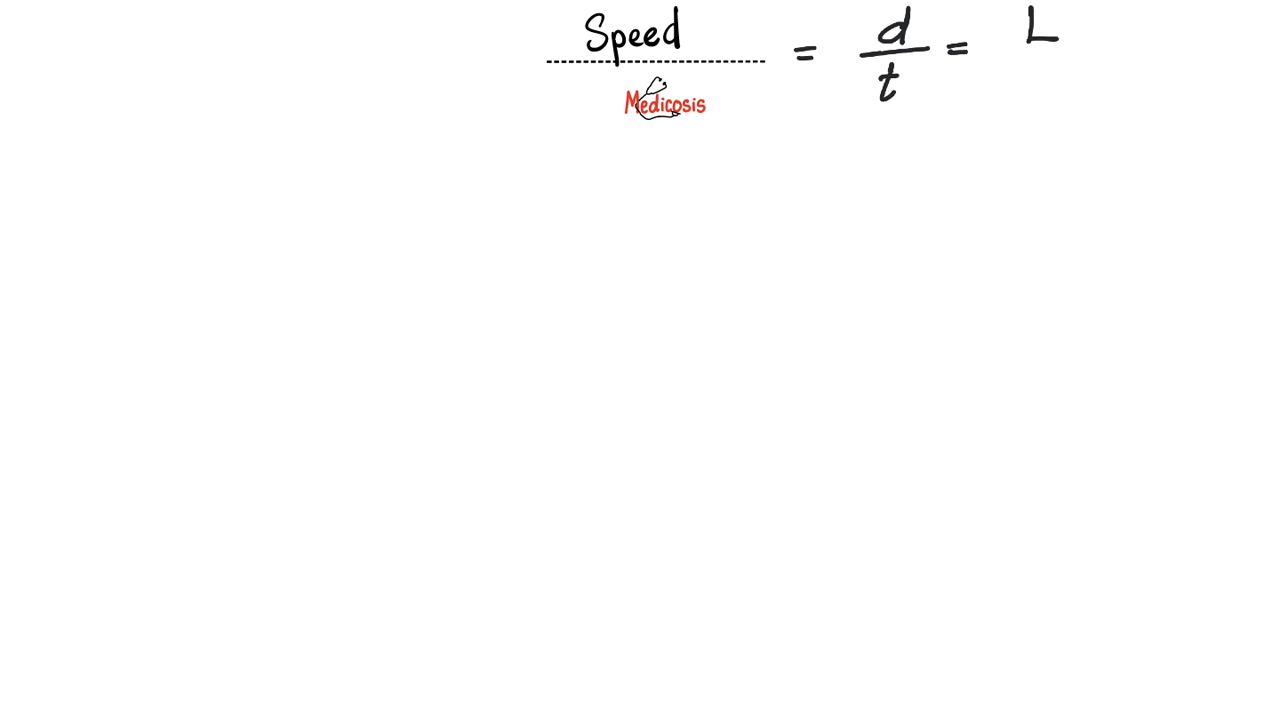 Speed = d/t = L
Medicosis